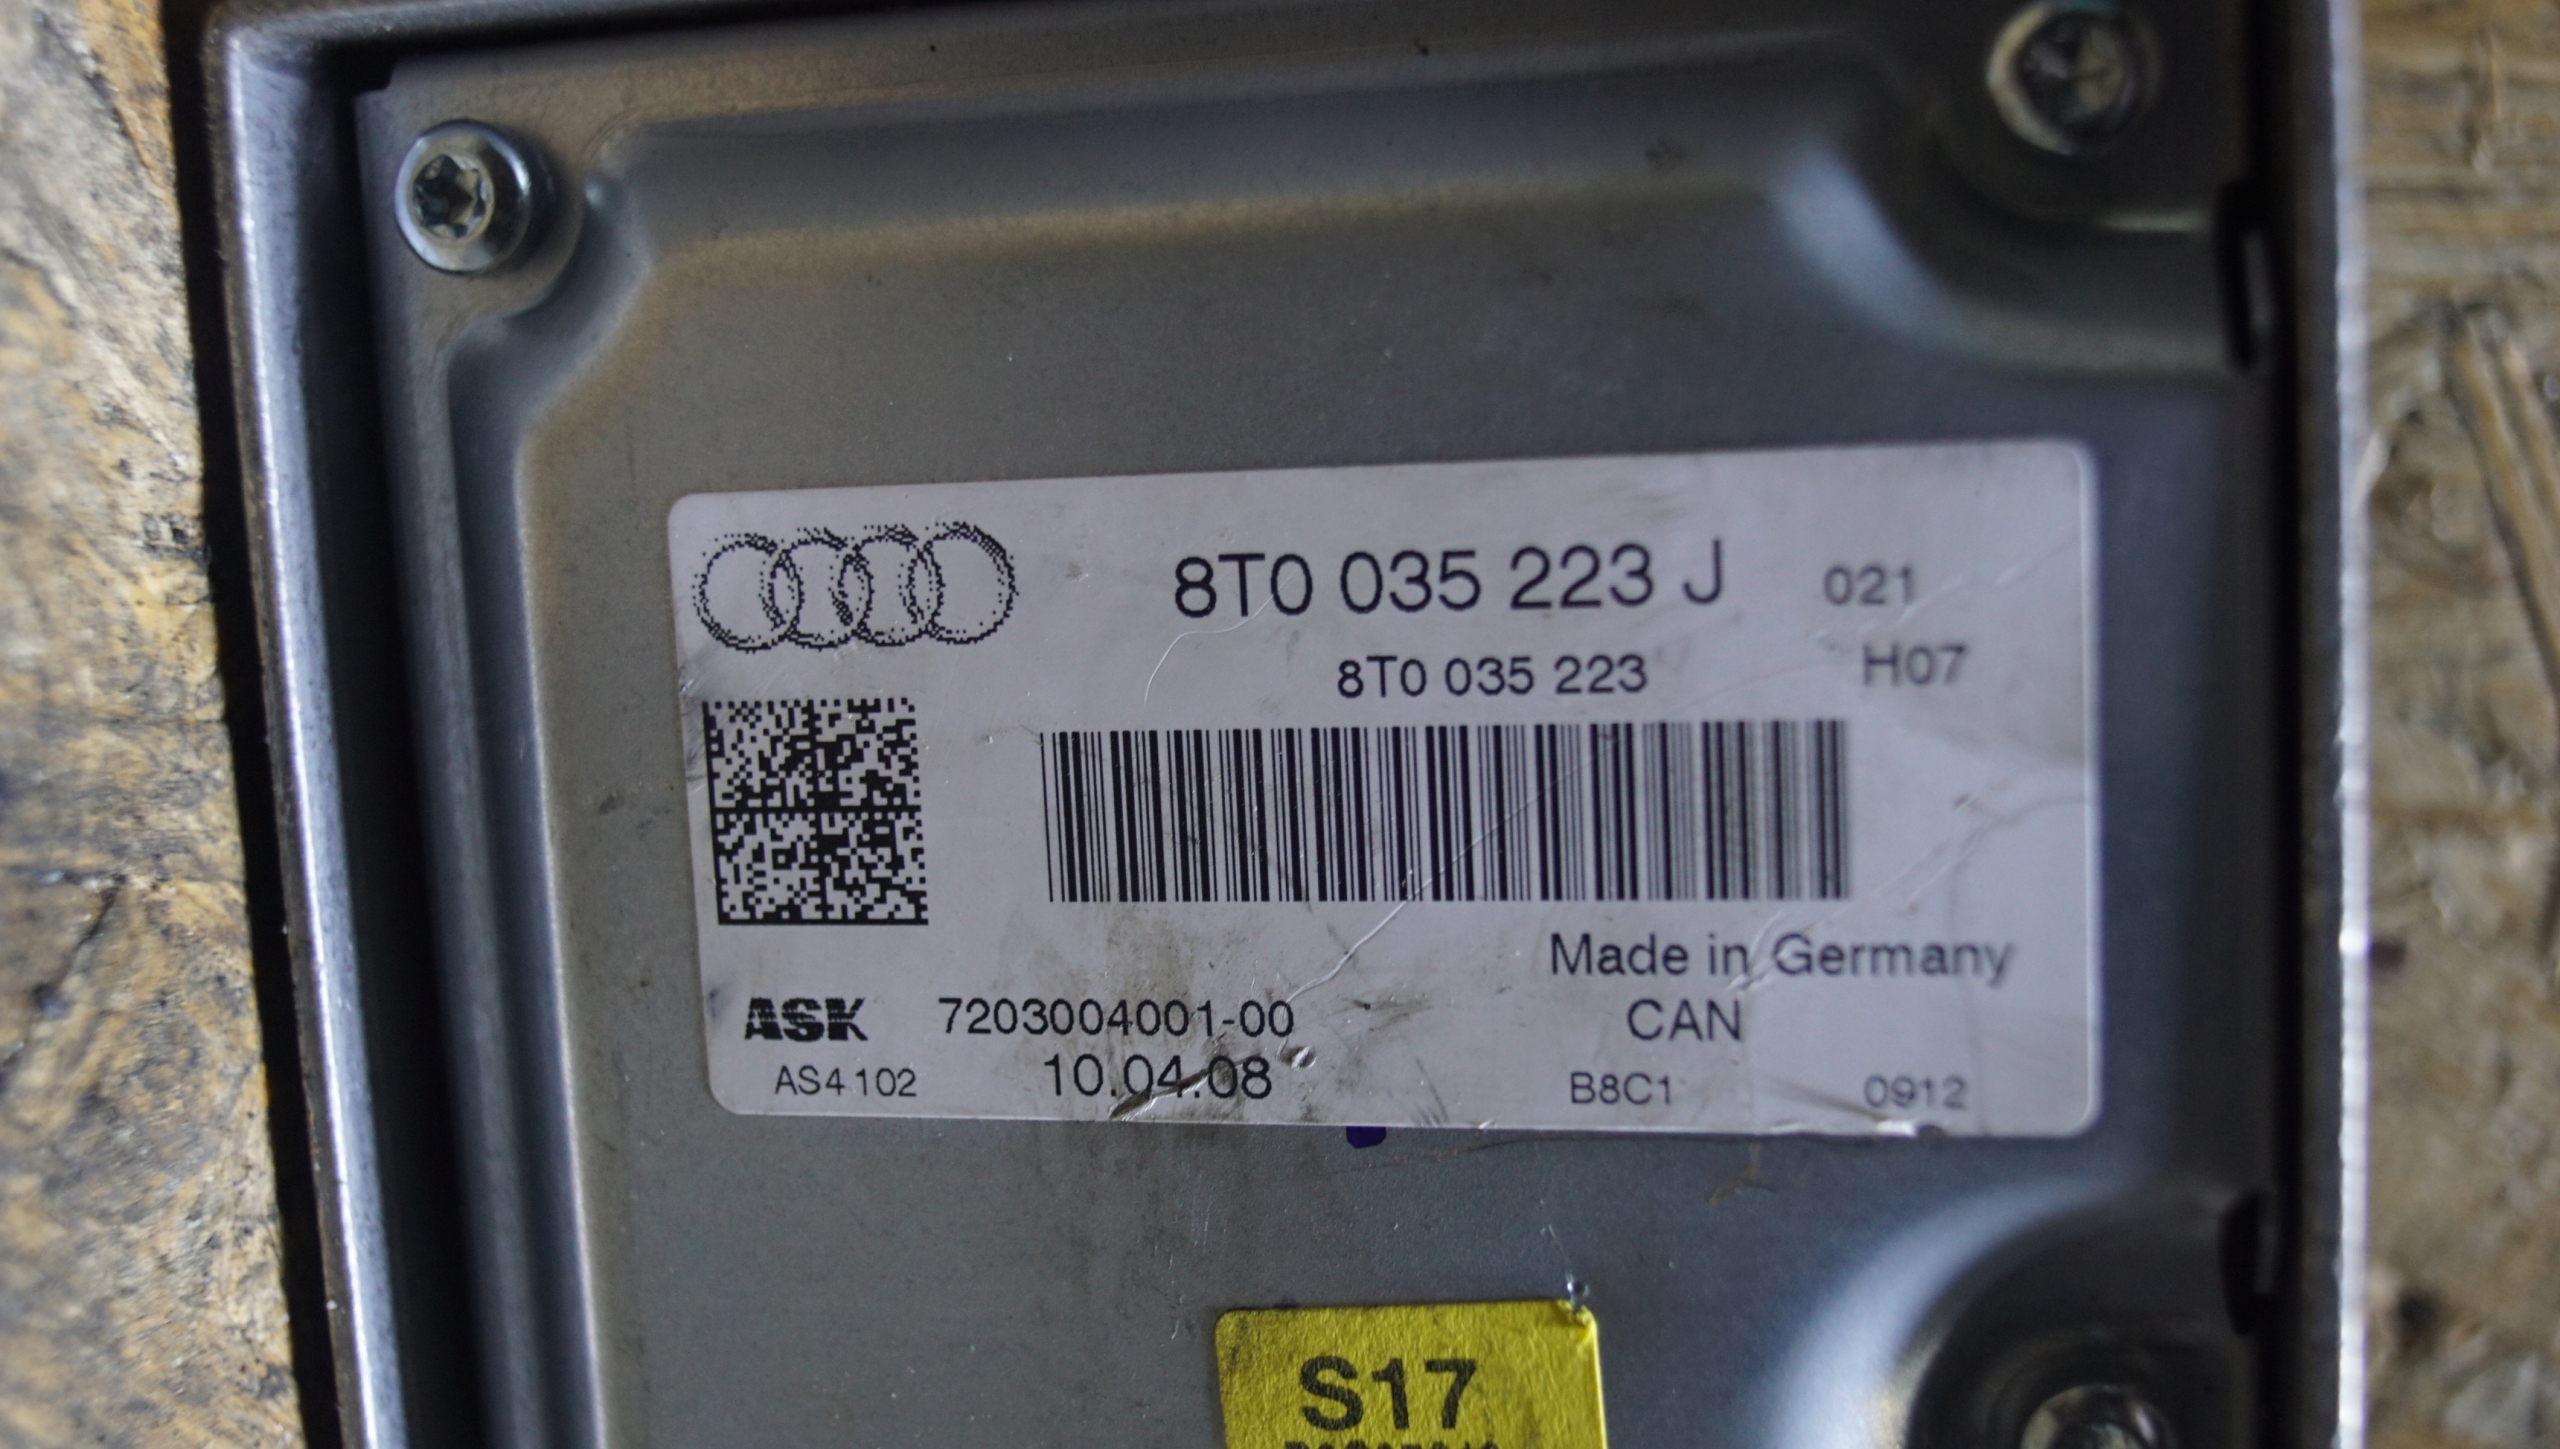 8T0 035 223 J 021
8T0 035 223 H07
Made in Germany
ASK 7203004001-00 CAN
AS4102 10.04.08 B8C1 0912
S17